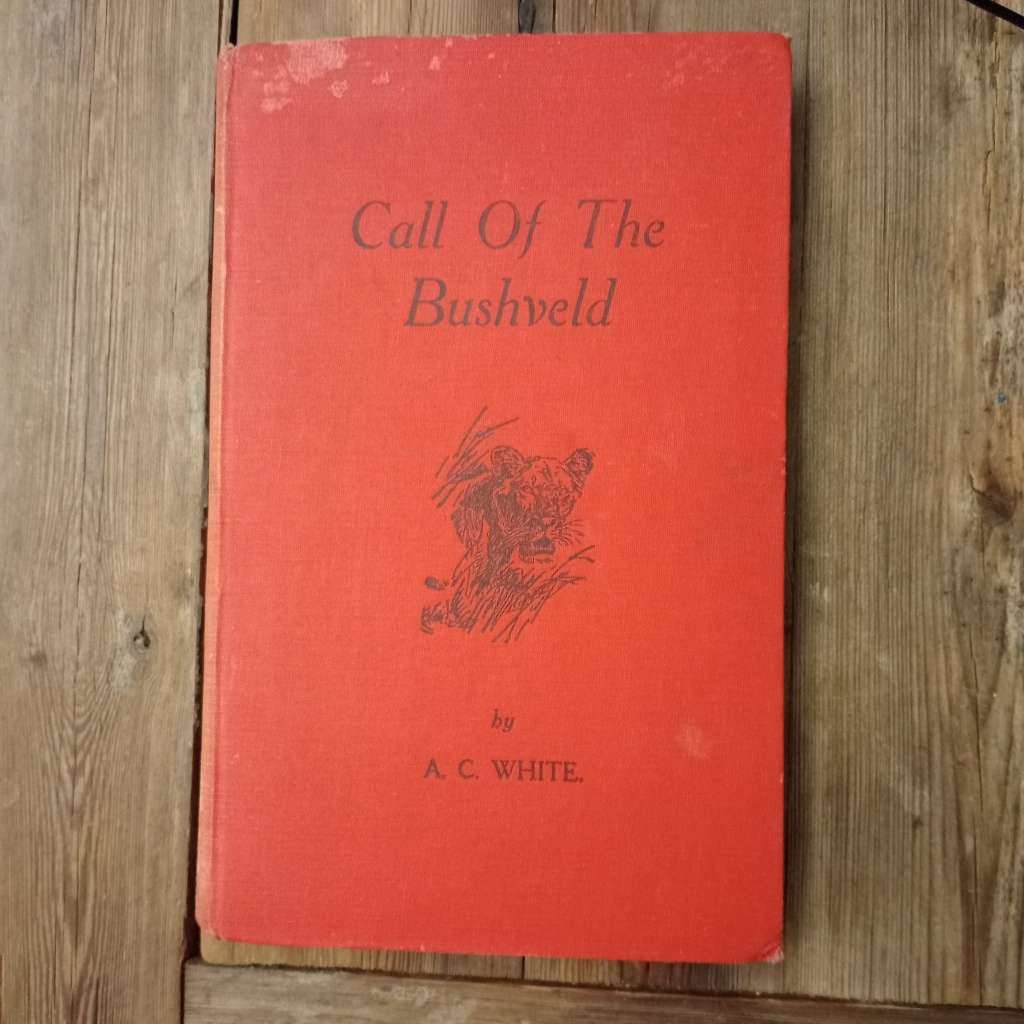 Call Of The
Bushveld
by
A. C. WHITE.